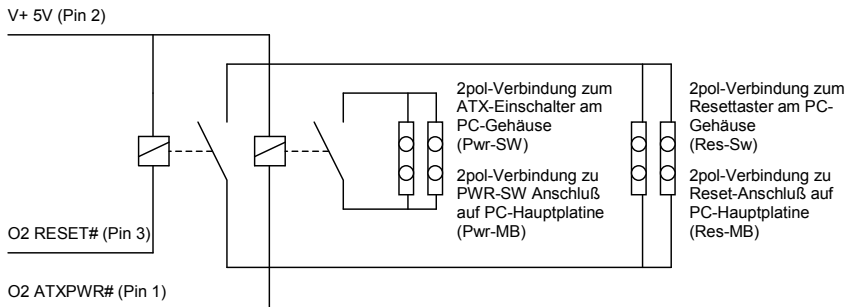 V+ 5V (Pin 2)
2pol-Verbindung zum
ATX-Einschalter am
PC-Gehäuse
(Pwr-SW)
2pol-Verbindung zu
PWR-SW Anschluß
auf PC-Hauptplatine
(Pwr-MB)
2pol-Verbindung zum
Resettaster am PC-
Gehäuse
(Res-Sw)
2pol-Verbindung zu
Reset-Anschluß auf
PC-Hauptplatine
(Res-MB)
O2 RESET# (Pin 3)
O2 ATXPWR# (Pin 1)